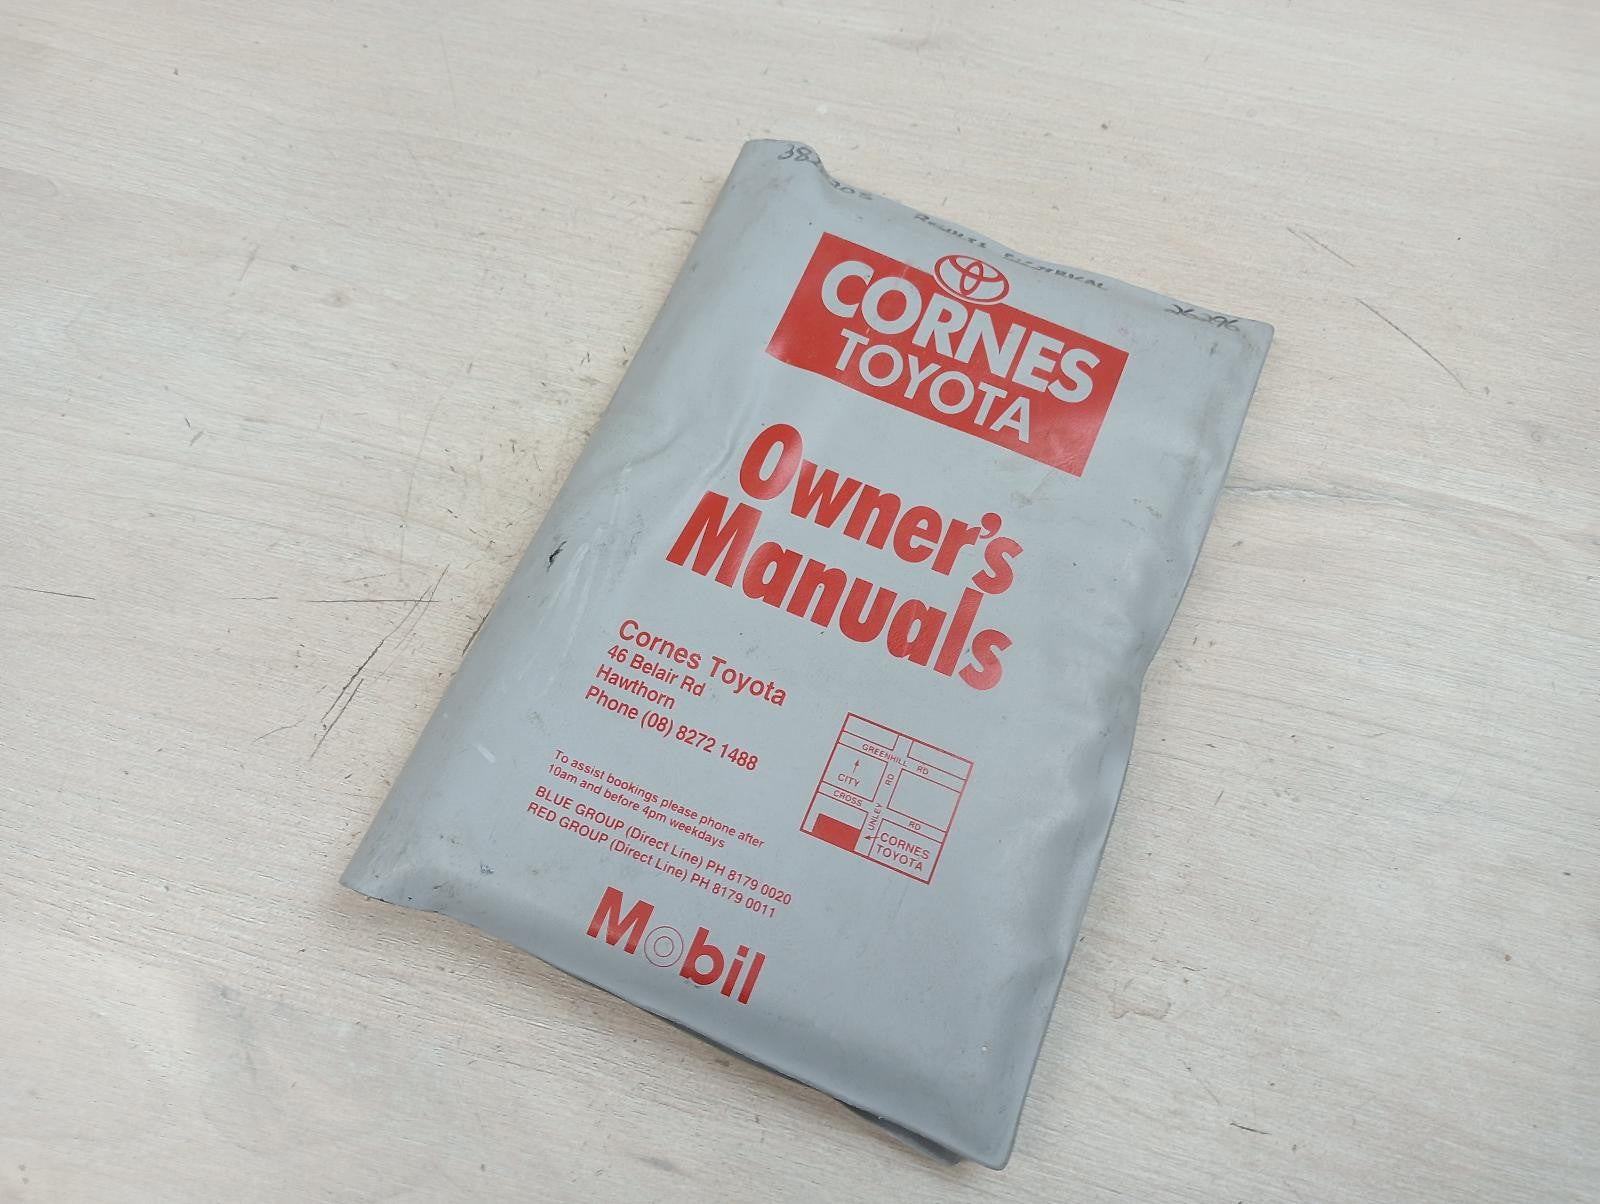 26296
CORNES
TOYOTA
Owner's
Manuals
Cornes Toyota
46 Belair Rd
Hawthorn
Phone (08) 8272 1488
To assist bookings please phone after
10am and before 4pm weekdays
BLUE GROUP (Direct Line) PH 8179 0020
RED GROUP (Direct Line) PH 8179 0011
GREENHILL RD
CITY
RD
CROSS RD
UNLEY
CORNES
TOYOTA
Mobil